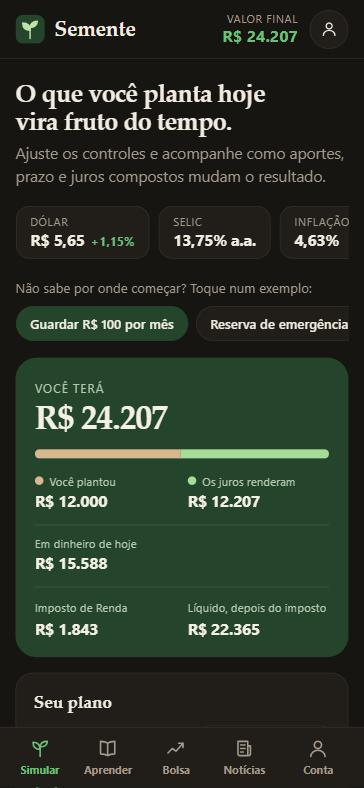 Semente
VALOR FINAL
R$ 24.207
O que você planta hoje
vira fruto do tempo.
Ajuste os controles e acompanhe como aportes,
prazo e juros compostos mudam o resultado.
DÓLAR
R$ 5,65 +1,15%
SELIC
13,75% a.a.
INFLAÇÃO
4,63%
Não sabe por onde começar? Toque num exemplo:
Guardar R$ 100 por mês
Reserva de emergência
VOCÊ TERÁ
R$ 24.207
Você plantou
R$ 12.000
Os juros renderam
R$ 12.207
Em dinheiro de hoje
R$ 15.588
Imposto de Renda
R$ 1.843
Líquido, depois do imposto
R$ 22.365
Seu plano
Simular
Aprender
Bolsa
Notícias
Conta